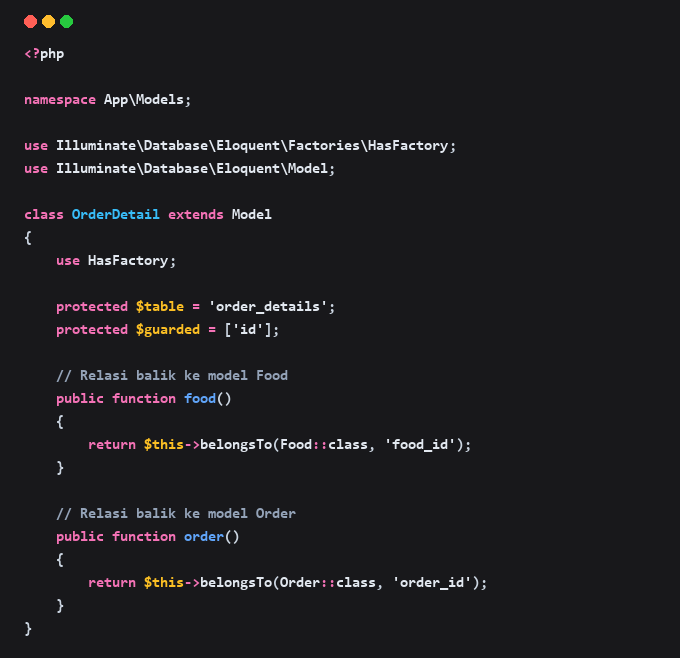 <?php
namespace App\Models;
use Illuminate\Database\Eloquent\Factories\HasFactory;
use Illuminate\Database\Eloquent\Model;
class OrderDetail extends Model
{
    use HasFactory;
    protected $table = 'order_details';
    protected $guarded = ['id'];
    // Relasi balik ke model Food
    public function food()
    {
        return $this->belongsTo(Food::class, 'food_id');
    }
    // Relasi balik ke model Order
    public function order()
    {
        return $this->belongsTo(Order::class, 'order_id');
    }
}